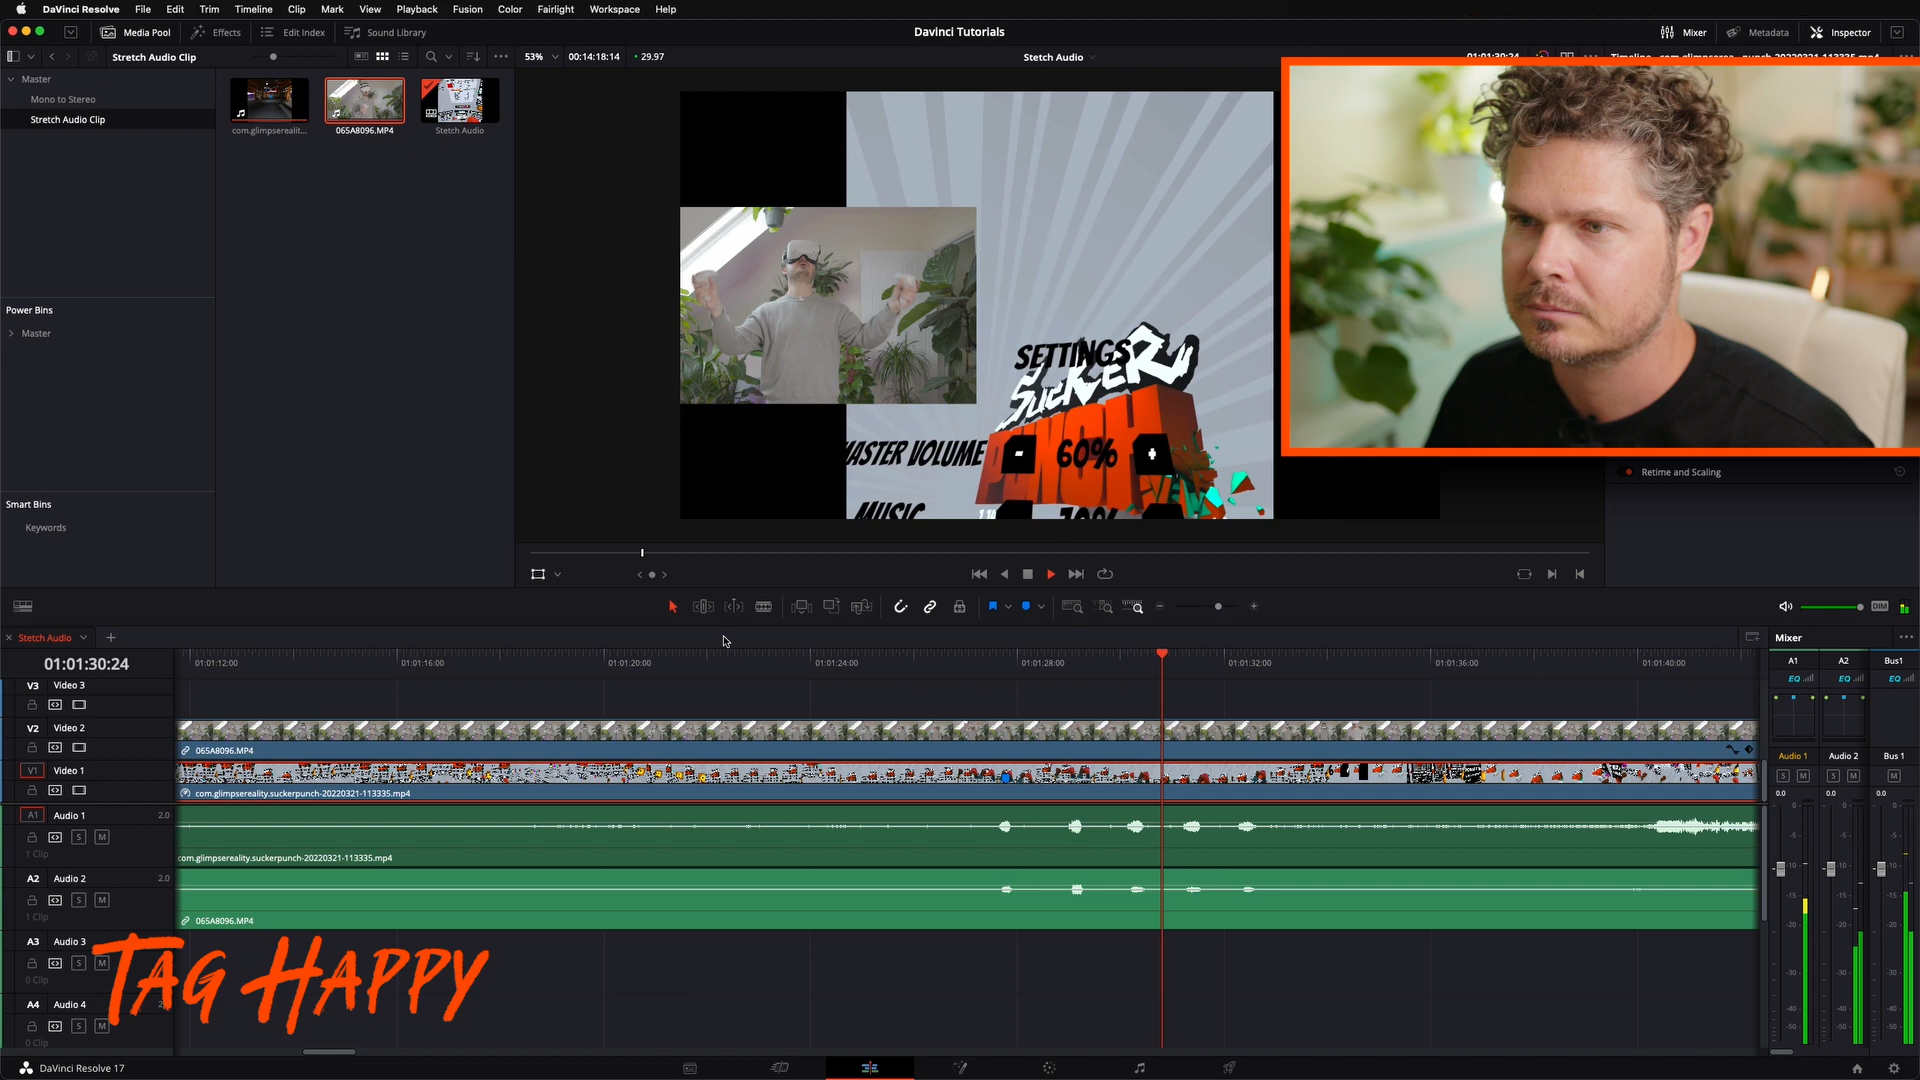 DaVinci Resolve File Edit Trim Timeline Clip Mark View Playback Fusion Color Fairlight Workspace Help
Media Pool Effects Edit Index Sound Library Davinci Tutorials Mixer Metadata Inspector
Stretch Audio Clip 53% 00:14:18:14 29.97 Stetch Audio 01:01:30:24
Master
Mono to Stereo
Stretch Audio Clip
com.glimpserealit... 065A8096.MP4 Stetch Audio
Power Bins
Master
Smart Bins
Keywords
SETTINGS
SUCKER
PUNCH
MASTER VOLUME - 60% +
MUSIC
Retime and Scaling
DIM
Stetch Audio
Mixer
01:01:30:24
01:01:12:00 01:01:16:00 01:01:20:00 01:01:24:00 01:01:28:00 01:01:32:00 01:01:36:00 01:01:40:00
A1 A2 Bus1
EQ EQ EQ
V3 Video 3
V2 Video 2
065A8096.MP4
Audio 1 Audio 2 Bus 1
V1 Video 1
S M S M M
com.glimpsereality.suckerpunch-20220321-113335.mp4
0.0 0.0 0.0
A1 Audio 1 2.0
S M
1 Clip
com.glimpsereality.suckerpunch-20220321-113335.mp4
A2 Audio 2 2.0
S M
1 Clip
065A8096.MP4
A3 Audio 3
S M
0 Clip
A4 Audio 4
S M
0 Clip
TAG HAPPY
DaVinci Resolve 17